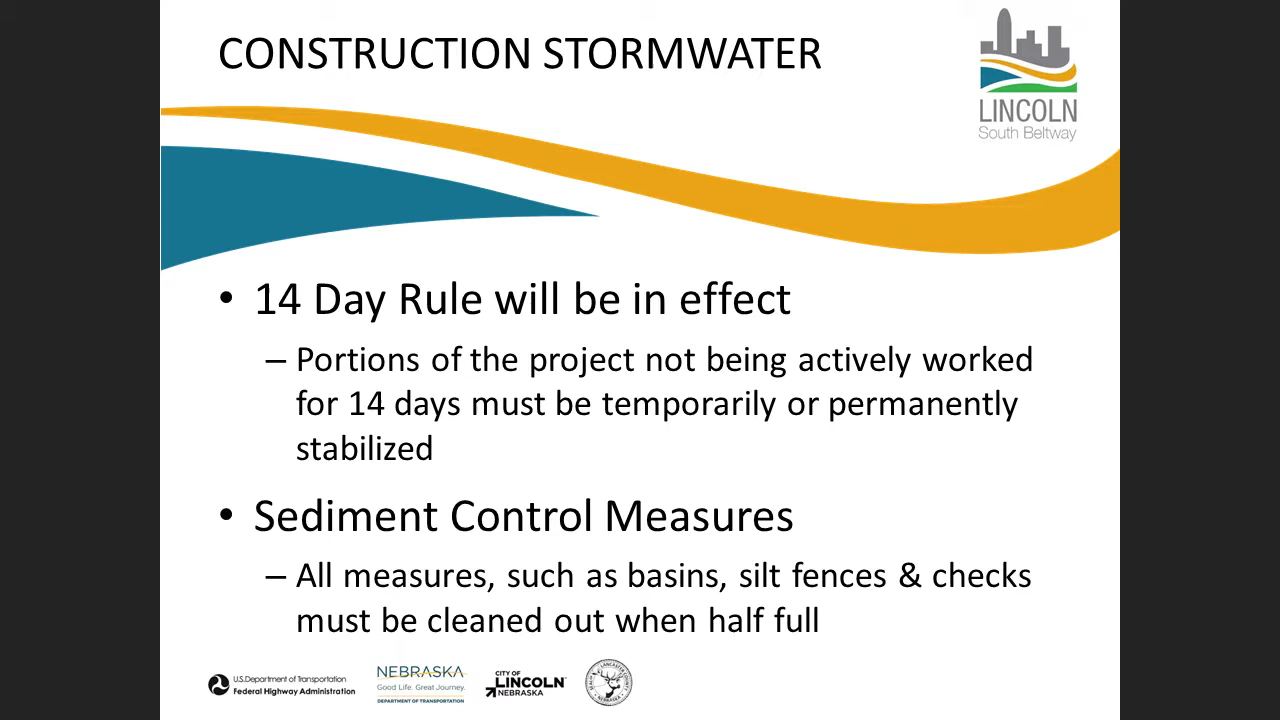 CONSTRUCTION STORMWATER
LINCOLN
South Beltway
• 14 Day Rule will be in effect
– Portions of the project not being actively worked
for 14 days must be temporarily or permanently
stabilized
• Sediment Control Measures
– All measures, such as basins, silt fences & checks
must be cleaned out when half full
U.S.Department of Transportation
Federal Highway Administration
NEBRASKA
Good Life. Great Journey.
DEPARTMENT OF TRANSPORTATION
CITY OF
LINCOLN
NEBRASKA